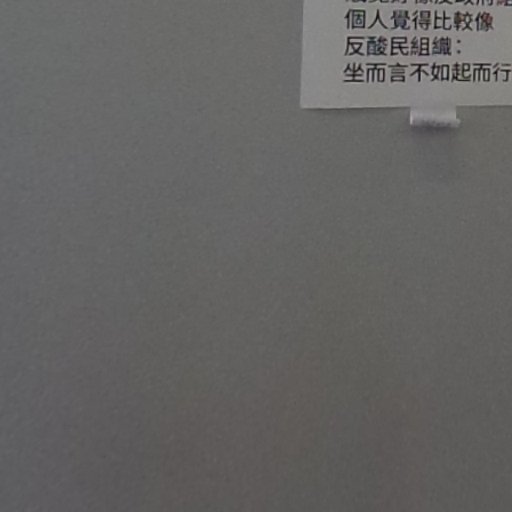 個人覺得比較像
反酸民組織：
坐而言不如起而行